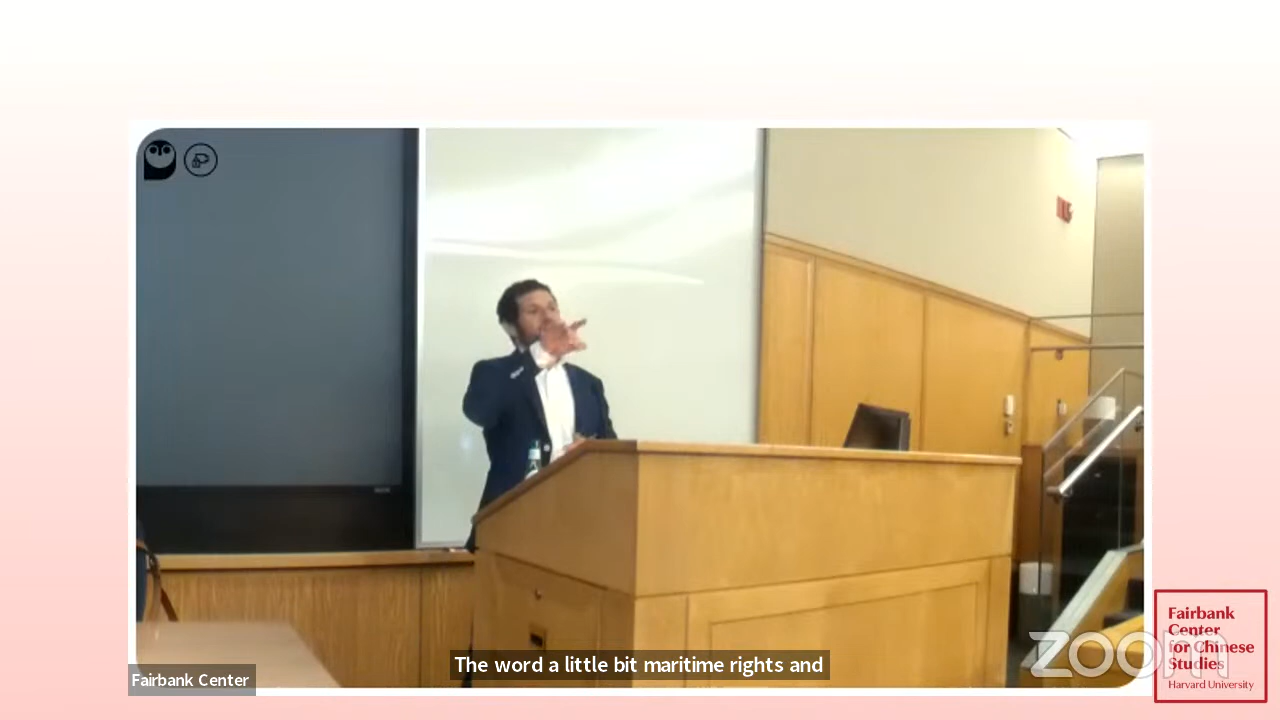 The word a little bit maritime rights and
Fairbank Center
zoom
Fairbank
Center
for Chinese
Studies
Harvard University